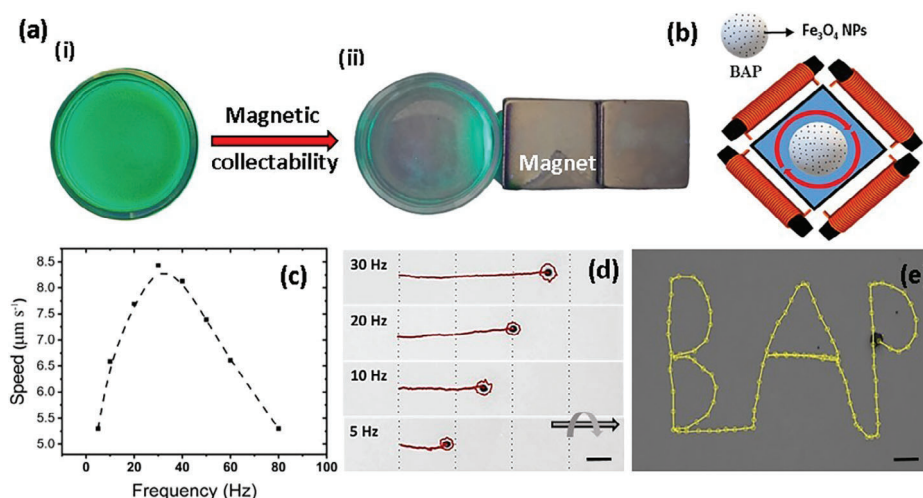 (a)
(i)
(ii)
Magnetic
collectability
Magnet
(b)
Fe₃O₄ NPs
BAP
(c)
8.5
8.0
7.5
7.0
6.5
6.0
5.5
5.0
Speed (μm s⁻¹)
0 20 40 60 80 100
Frequency (Hz)
(d)
30 Hz
20 Hz
10 Hz
5 Hz
(e)
BAP